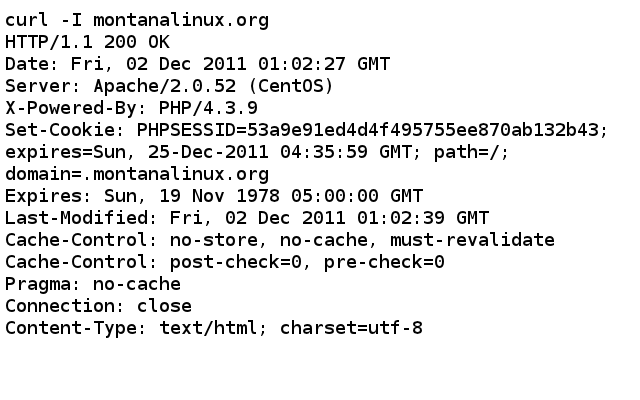 curl -I montanalinux.org
HTTP/1.1 200 OK
Date: Fri, 02 Dec 2011 01:02:27 GMT
Server: Apache/2.0.52 (CentOS)
X-Powered-By: PHP/4.3.9
Set-Cookie: PHPSESSID=53a9e91ed4d4f495755ee870ab132b43;
expires=Sun, 25-Dec-2011 04:35:59 GMT; path=/;
domain=.montanalinux.org
Expires: Sun, 19 Nov 1978 05:00:00 GMT
Last-Modified: Fri, 02 Dec 2011 01:02:39 GMT
Cache-Control: no-store, no-cache, must-revalidate
Cache-Control: post-check=0, pre-check=0
Pragma: no-cache
Connection: close
Content-Type: text/html; charset=utf-8